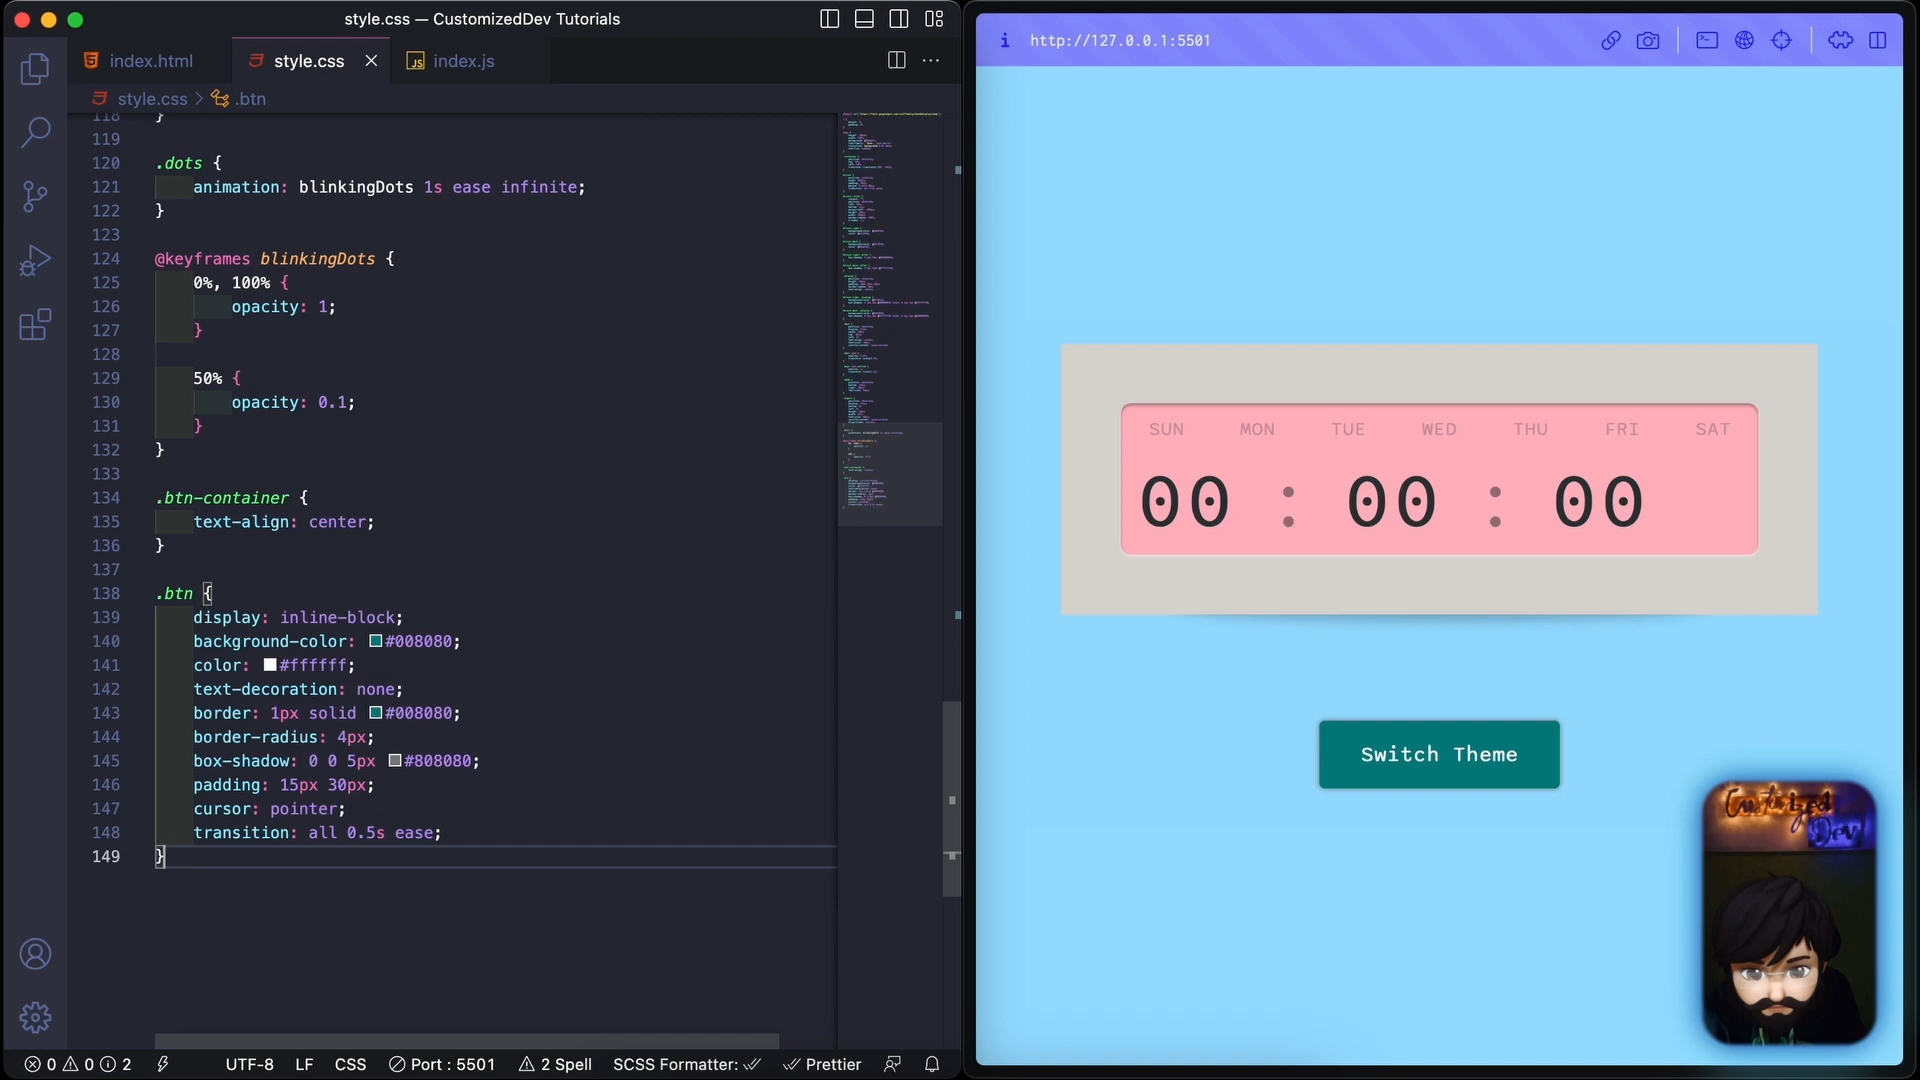 style.css — CustomizedDev Tutorials
index.html
style.css
index.js
style.css > .btn
118 }
119
120 .dots {
121 animation: blinkingDots 1s ease infinite;
122 }
123
124 @keyframes blinkingDots {
125 0%, 100% {
126 opacity: 1;
127 }
128
129 50% {
130 opacity: 0.1;
131 }
132 }
133
134 .btn-container {
135 text-align: center;
136 }
137
138 .btn {
139 display: inline-block;
140 background-color: #008080;
141 color: #ffffff;
142 text-decoration: none;
143 border: 1px solid #008080;
144 border-radius: 4px;
145 box-shadow: 0 0 5px #808080;
146 padding: 15px 30px;
147 cursor: pointer;
148 transition: all 0.5s ease;
149 }
0 0 2 UTF-8 LF CSS Port : 5501 2 Spell SCSS Formatter: Prettier
http://127.0.0.1:5501
SUN MON TUE WED THU FRI SAT
00 : 00 : 00
Switch Theme
Customized
Dev